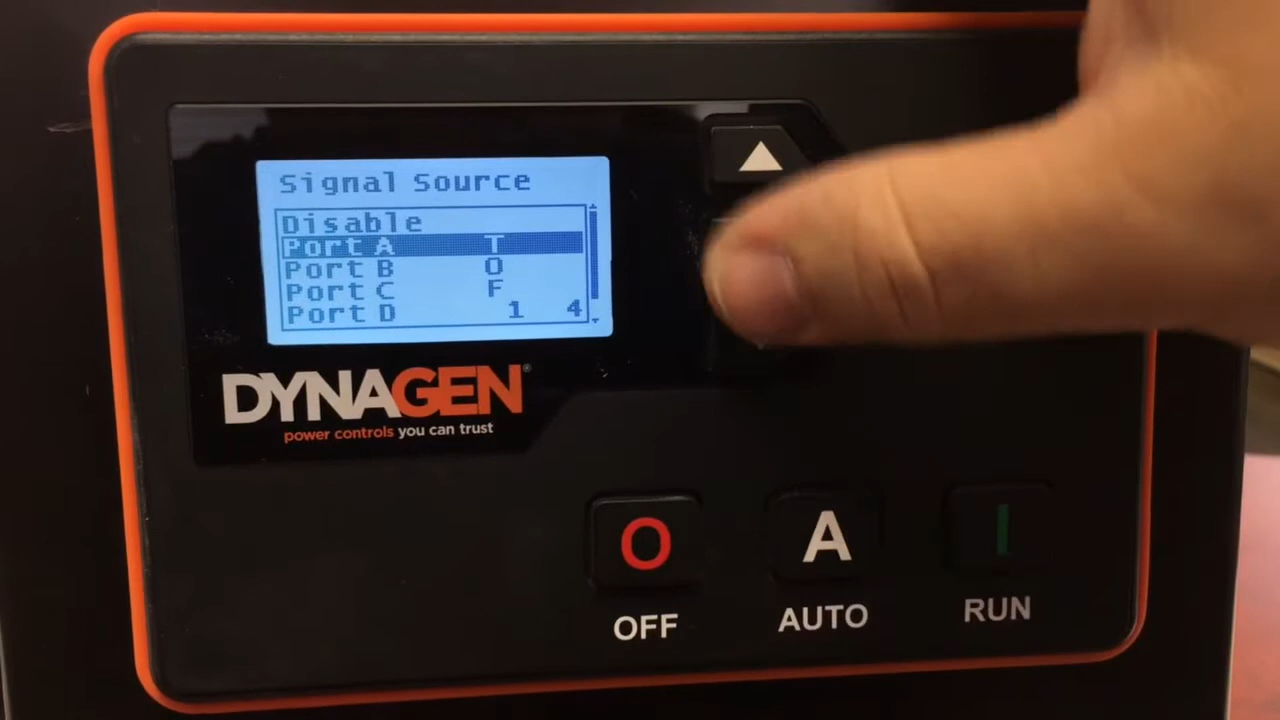 Signal Source
Disable
Port A T
Port B O
Port C F
Port D 1 4
DYNAGEN®
power controls you can trust
O A I
OFF AUTO RUN